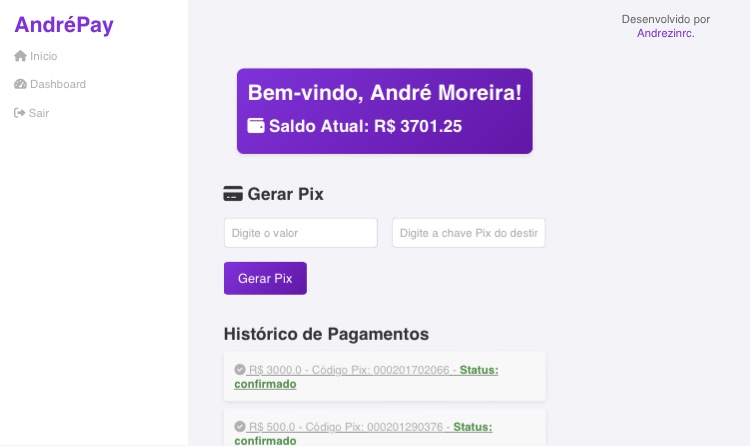 AndréPay
Início
Dashboard
Sair
Desenvolvido por
Andrezinrc.
Bem-vindo, André Moreira!
Saldo Atual: R$ 3701.25
Gerar Pix
Digite o valor
Digite a chave Pix do destir
Gerar Pix
Histórico de Pagamentos
R$ 3000.0 - Código Pix: 000201702066 - Status:
confirmado
R$ 500.0 - Código Pix: 000201290376 - Status:
confirmado